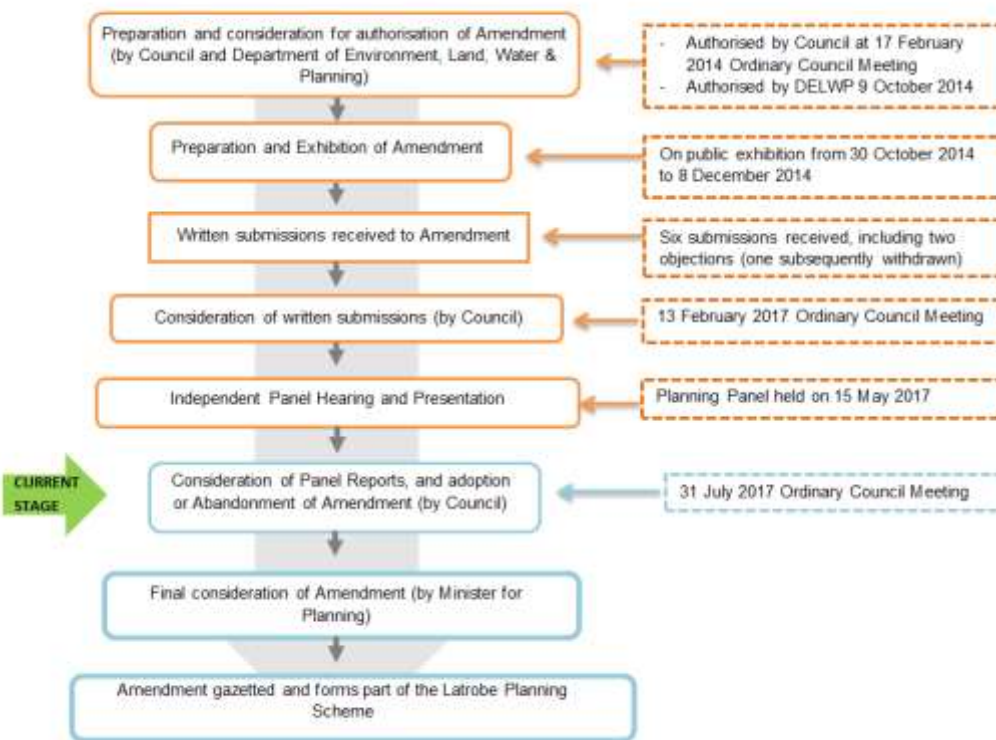 Preparation and consideration for authorisation of Amendment
(by Council and Department of Environment, Land, Water &
Planning)
- Authorised by Council at 17 February
2014 Ordinary Council Meeting
- Authorised by DELWP 9 October 2014
Preparation and Exhibition of Amendment
On public exhibition from 30 October 2014
to 8 December 2014
Written submissions received to Amendment
Six submissions received, including two
objections (one subsequently withdrawn)
Consideration of written submissions (by Council)
13 February 2017 Ordinary Council Meeting
Independent Panel Hearing and Presentation
Planning Panel held on 15 May 2017
CURRENT
STAGE
Consideration of Panel Reports, and adoption
or Abandonment of Amendment (by Council)
31 July 2017 Ordinary Council Meeting
Final consideration of Amendment (by Minister for
Planning)
Amendment gazetted and forms part of the Latrobe Planning
Scheme